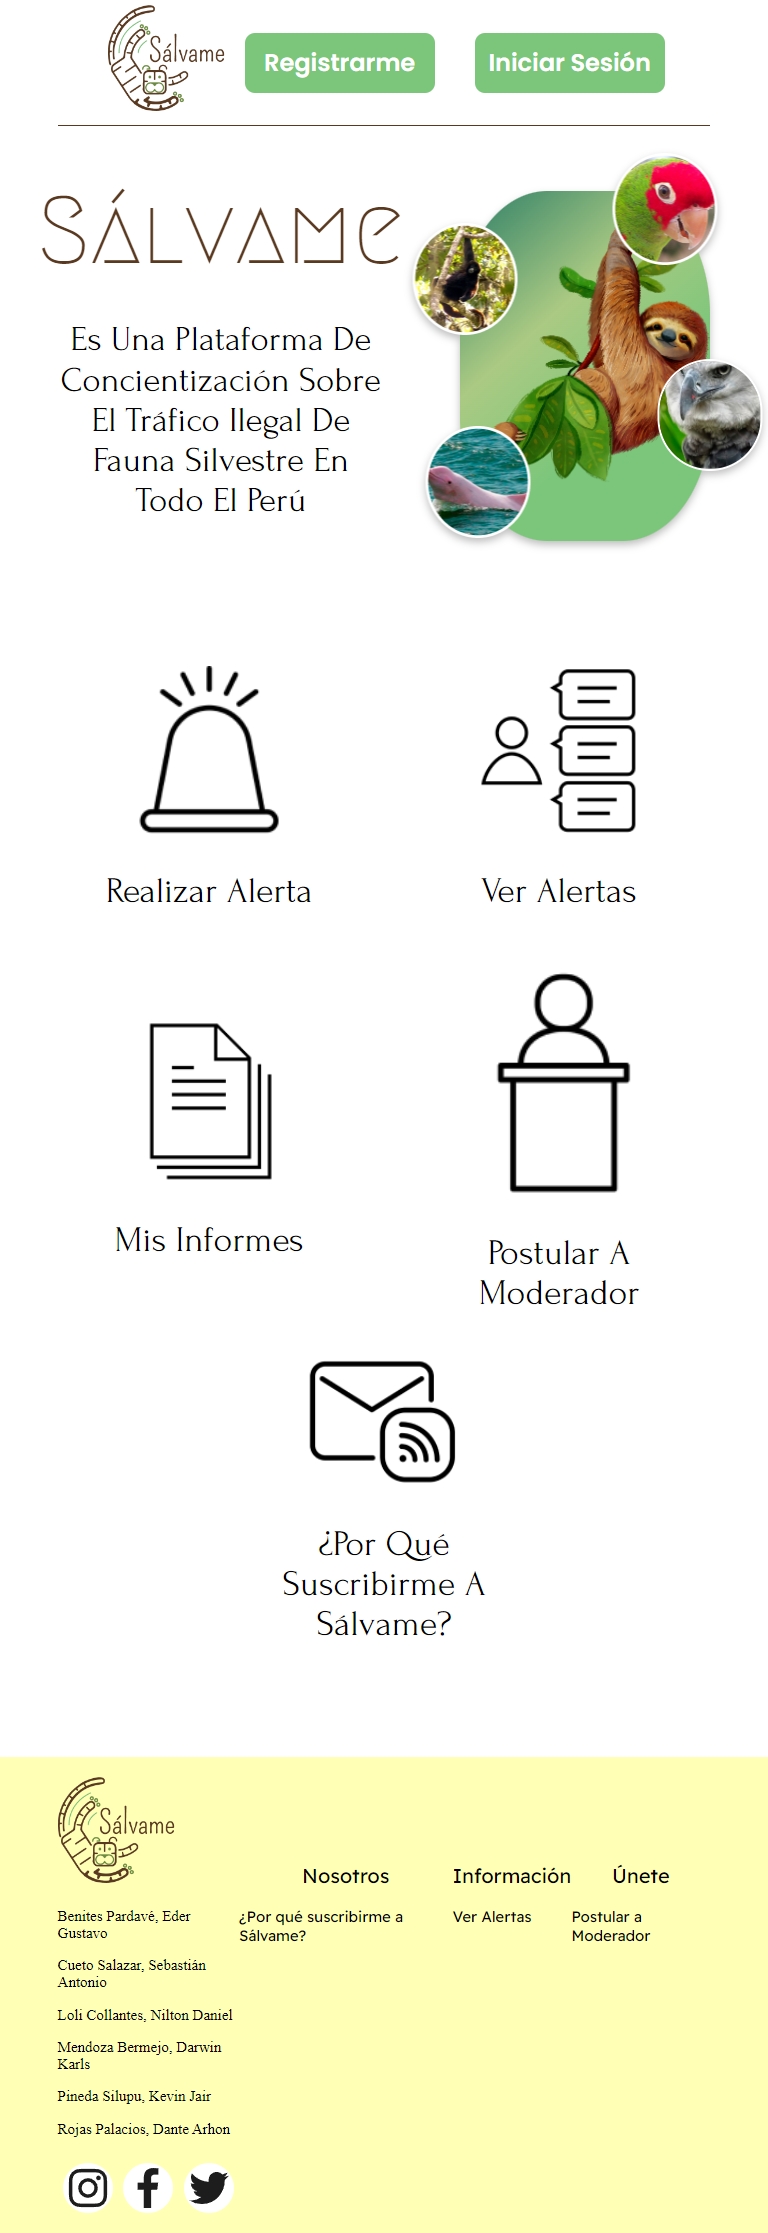 Sálvame
Registrarme
Iniciar Sesión
SÁLVAMe
Es Una Plataforma De
Concientización Sobre
El Tráfico Ilegal De
Fauna Silvestre En
Todo El Perú
Realizar Alerta
Ver Alertas
Mis Informes
Postular A
Moderador
¿Por Qué
Suscribirme A
Sálvame?
Sálvame
Benites Pardavé, Eder
Gustavo
Cueto Salazar, Sebastián
Antonio
Loli Collantes, Nilton Daniel
Mendoza Bermejo, Darwin
Karls
Pineda Silupu, Kevin Jair
Rojas Palacios, Dante Arhon
Nosotros
¿Por qué suscribirme a
Sálvame?
Información
Ver Alertas
Únete
Postular a
Moderador